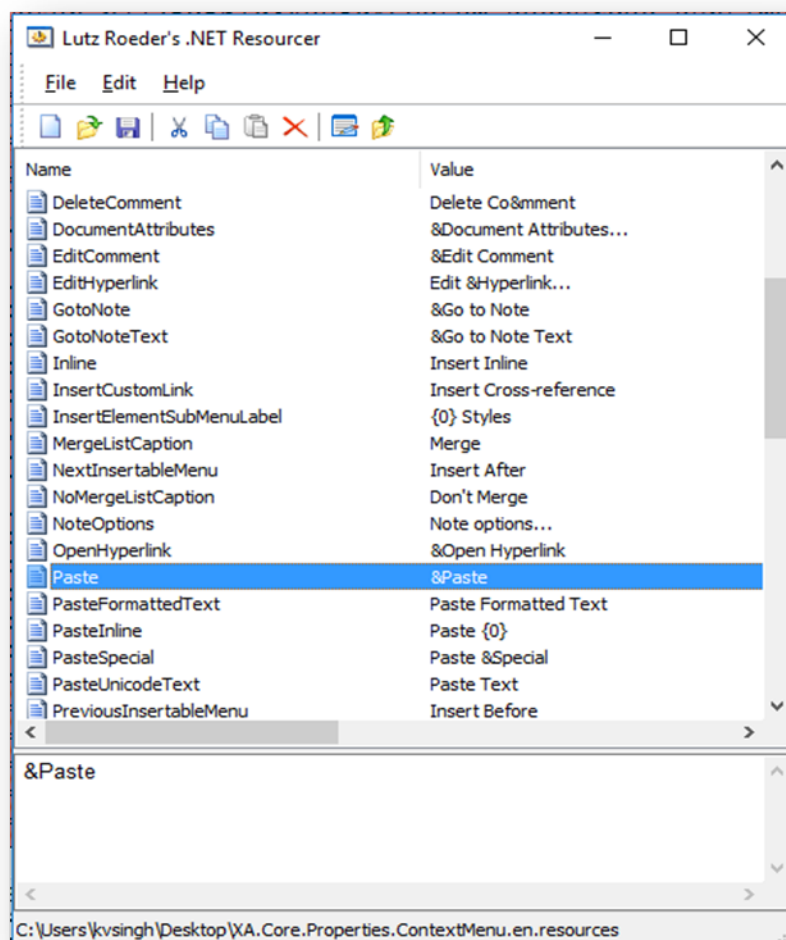 Lutz Roeder's .NET Resourcer
File Edit Help
Name Value
DeleteComment Delete Co&mment
DocumentAttributes &Document Attributes...
EditComment &Edit Comment
EditHyperlink Edit &Hyperlink...
GotoNote &Go to Note
GotoNoteText &Go to Note Text
Inline Insert Inline
InsertCustomLink Insert Cross-reference
InsertElementSubMenuLabel {0} Styles
MergeListCaption Merge
NextInsertableMenu Insert After
NoMergeListCaption Don't Merge
NoteOptions Note options...
OpenHyperlink &Open Hyperlink
Paste &Paste
PasteFormattedText Paste Formatted Text
PasteInline Paste {0}
PasteSpecial Paste &Special
PasteUnicodeText Paste Text
PreviousInsertableMenu Insert Before
&Paste
C:\Users\kvsingh\Desktop\XA.Core.Properties.ContextMenu.en.resources